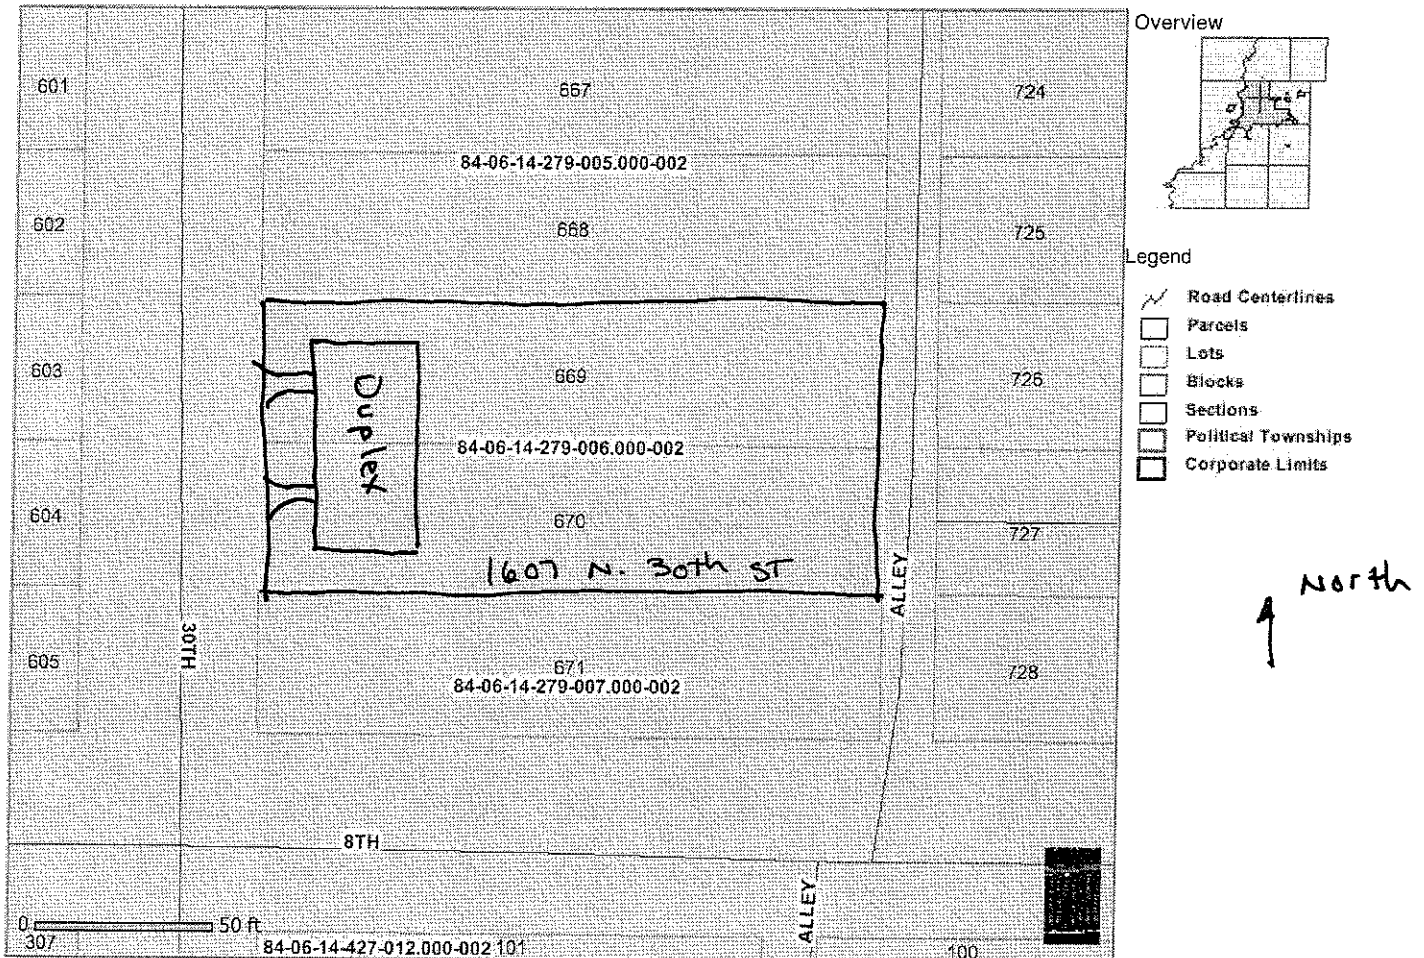 Overview
601
667
724
84-06-14-279-005.000-002
602
668
725
Legend
Road Centerlines
Parcels
Lots
Blocks
Sections
Political Townships
Corporate Limits
603
669
726
Duplex
84-06-14-279-006.000-002
604
670
727
1607 N. 30th ST
ALLEY
North
30TH
605
671
728
84-06-14-279-007.000-002
8TH
ALLEY
0 50 ft
307
84-06-14-427-012.000-002 101
100